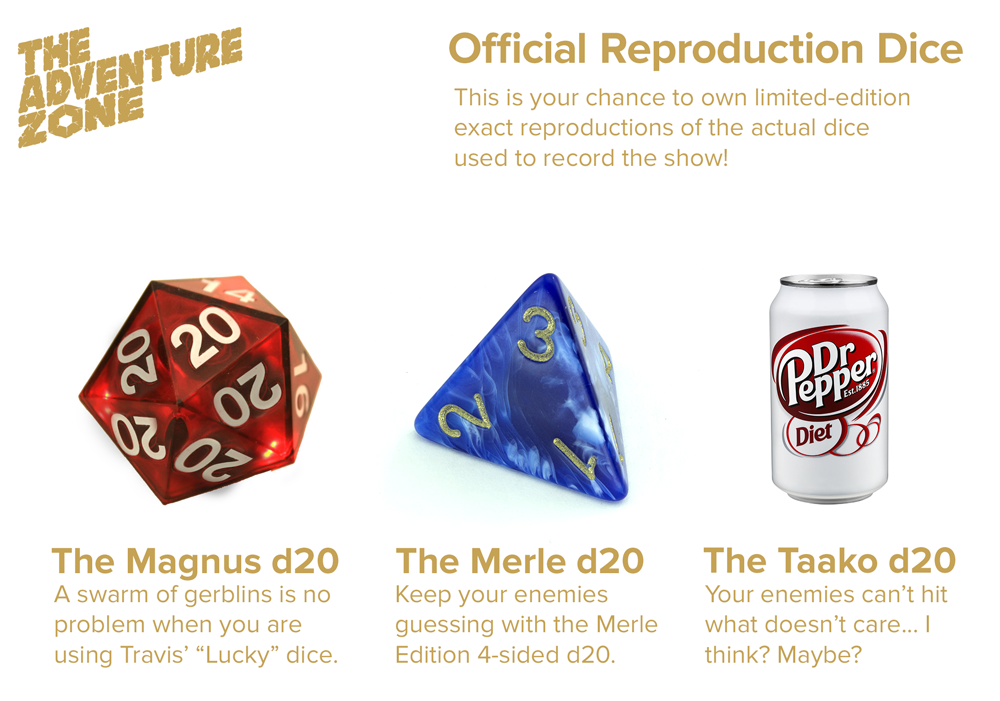 THE
ADVENTURE
ZONE
Official Reproduction Dice
This is your chance to own limited-edition
exact reproductions of the actual dice
used to record the show!
14
20
20
20
20
20
16
3
2
1
Dr
Pepper
Est.1885
Diet
The Magnus d20
A swarm of gerblins is no
problem when you are
using Travis’ “Lucky” dice.
The Merle d20
Keep your enemies
guessing with the Merle
Edition 4-sided d20.
The Taako d20
Your enemies can’t hit
what doesn’t care... I
think? Maybe?